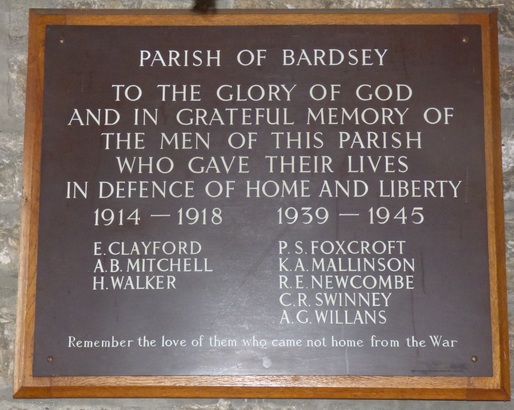 PARISH OF BARDSEY
TO THE GLORY OF GOD
AND IN GRATEFUL MEMORY OF
THE MEN OF THIS PARISH
WHO GAVE THEIR LIVES
IN DEFENCE OF HOME AND LIBERTY
1914 — 1918 1939 — 1945
E. CLAYFORD
A.B. MITCHELL
H. WALKER
P.S. FOXCROFT
K.A. MALLINSON
R.E. NEWCOMBE
C.R. SWINNEY
A.G. WILLANS
Remember the love of them who came not home from the War